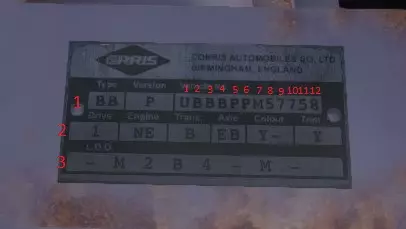 CORRIS
CORRIS AUTOMOBILES CO. LTD
BIRMINGHAM, ENGLAND
Type Version
1 2 3 4 5 6 7 8 9 10 11 12
1 BB P UBBBPPM57758
Drive Engine Trans. Axle Colour Trim
2 1 NE B EB Y- Y
L.D.O.
3 - M 2 B 4 - M -